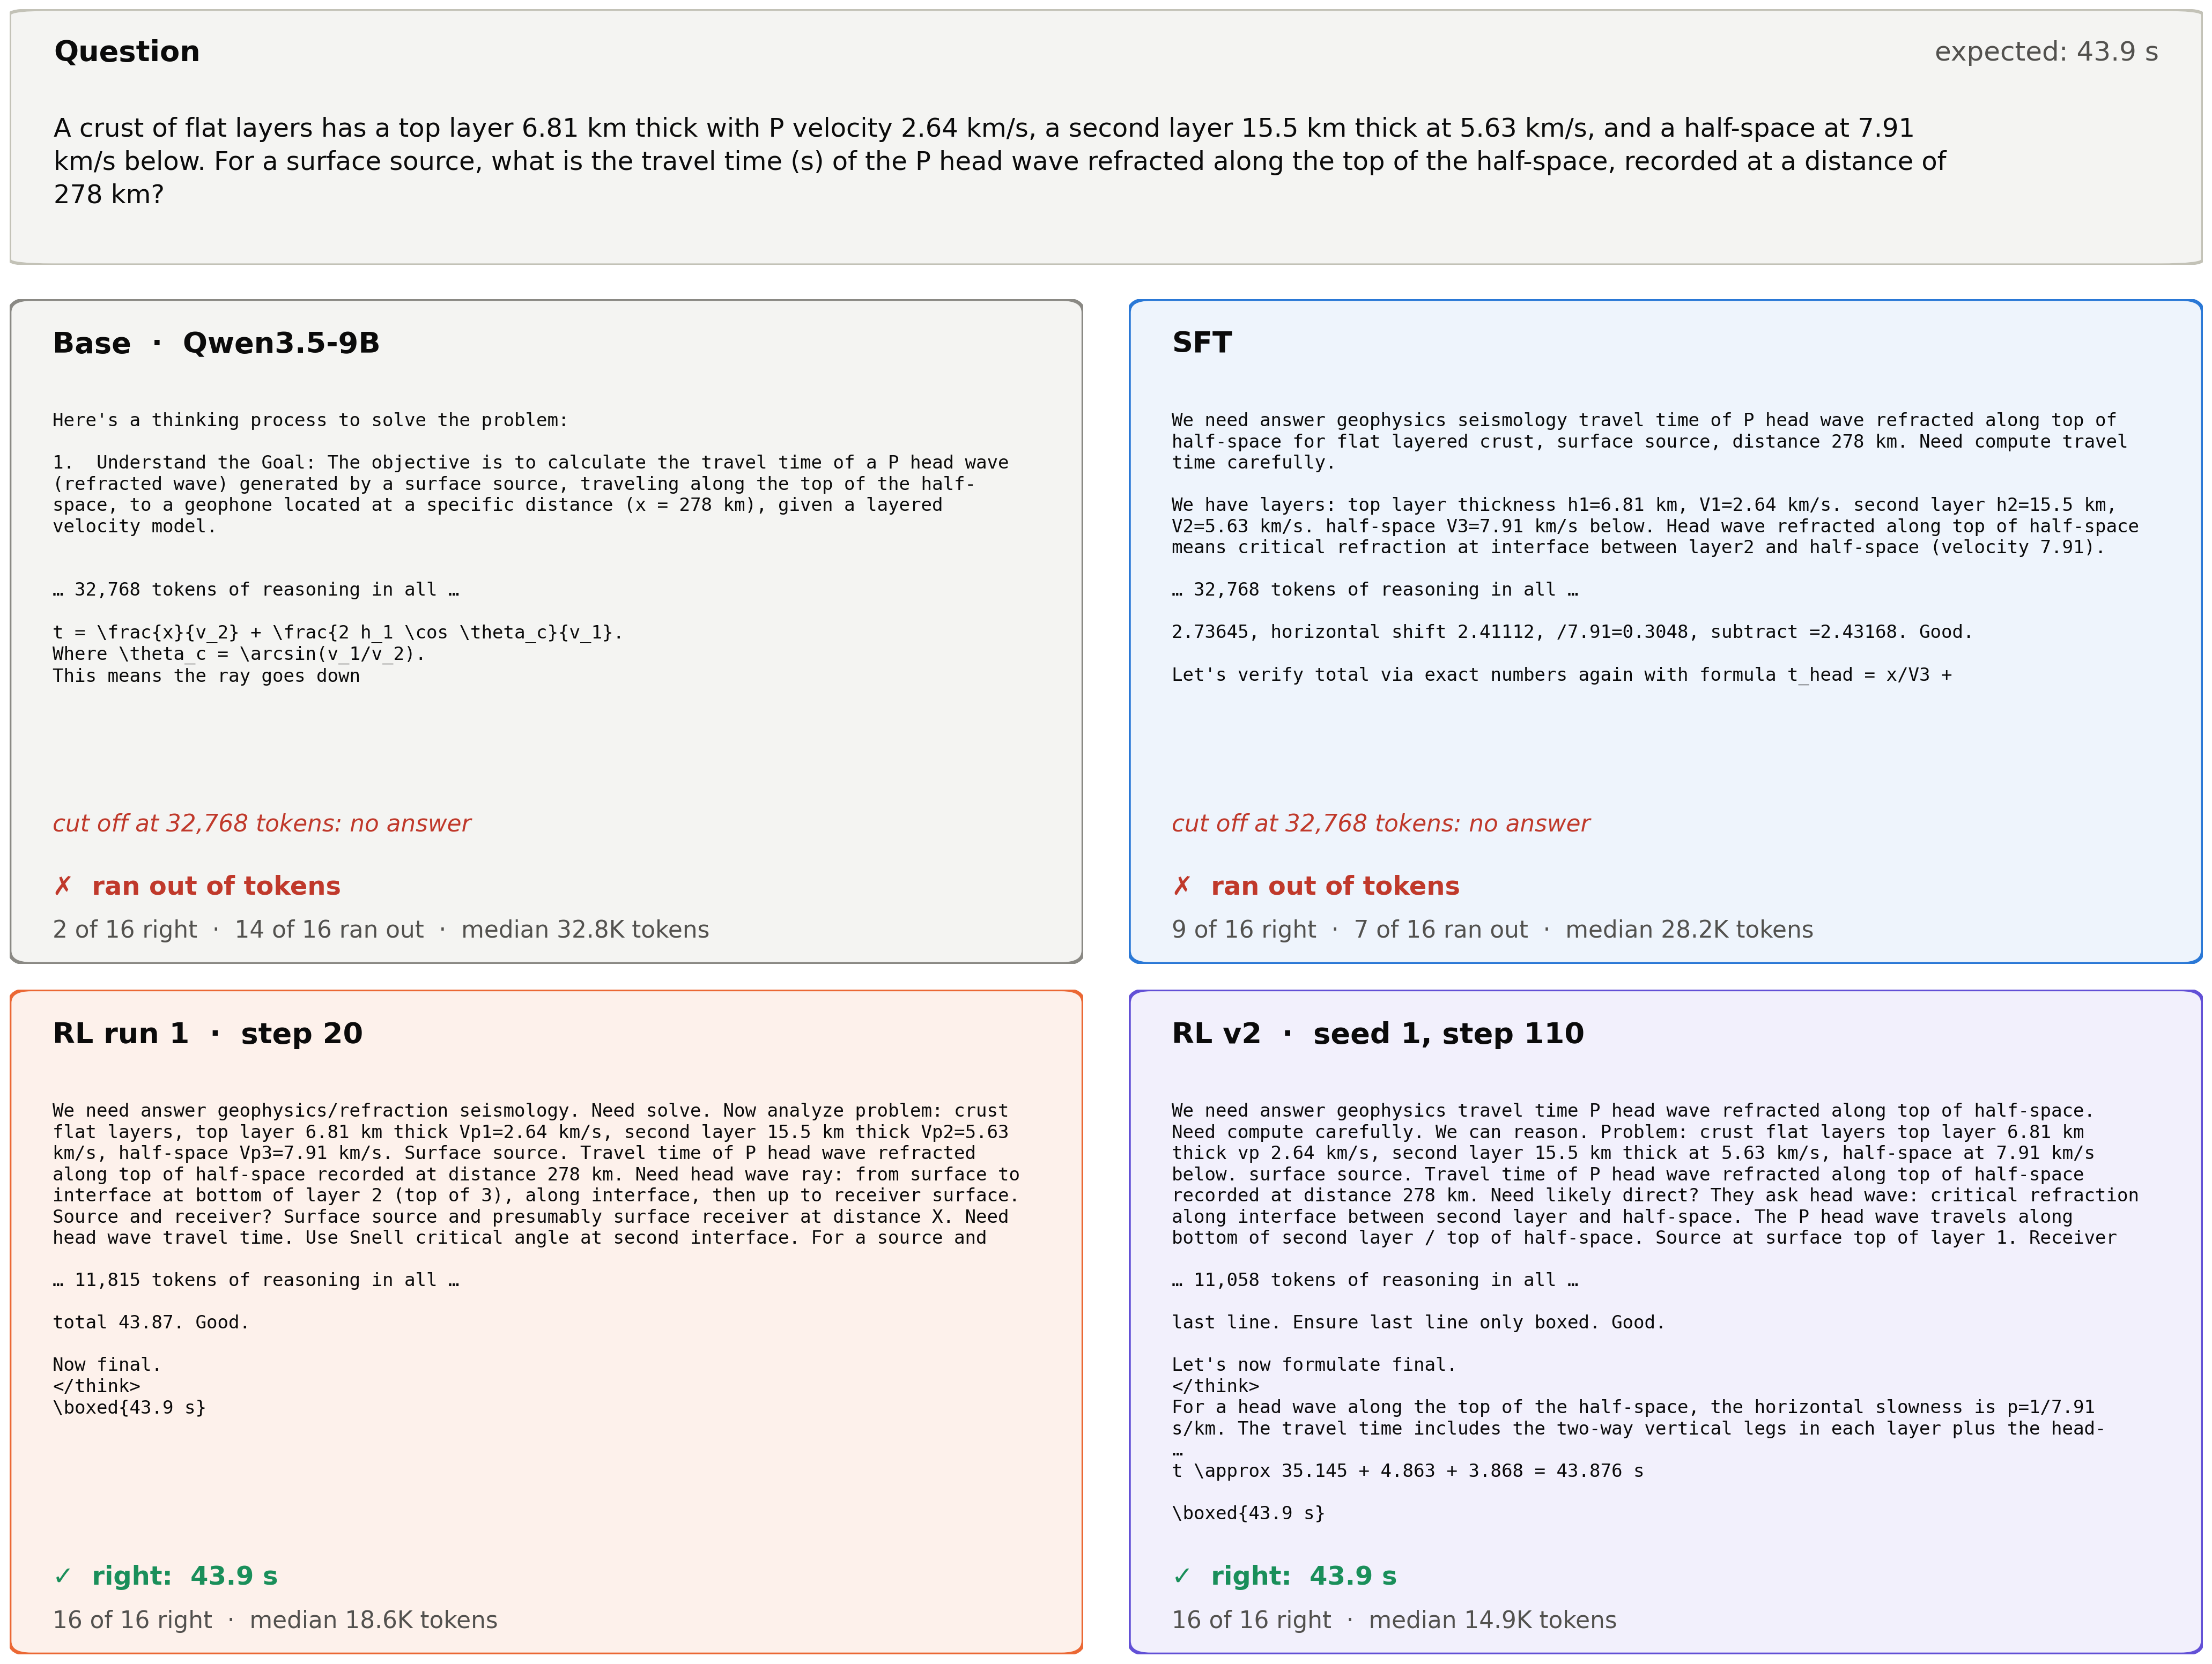 Question
expected: 43.9 s
A crust of flat layers has a top layer 6.81 km thick with P velocity 2.64 km/s, a second layer 15.5 km thick at 5.63 km/s, and a half-space at 7.91
km/s below. For a surface source, what is the travel time (s) of the P head wave refracted along the top of the half-space, recorded at a distance of
278 km?
Base · Qwen3.5-9B
Here's a thinking process to solve the problem:
1.  Understand the Goal: The objective is to calculate the travel time of a P head wave
(refracted wave) generated by a surface source, traveling along the top of the half-
space, to a geophone located at a specific distance (x = 278 km), given a layered
velocity model.
… 32,768 tokens of reasoning in all …
t = \frac{x}{v_2} + \frac{2 h_1 \cos \theta_c}{v_1}.
Where \theta_c = \arcsin(v_1/v_2).
This means the ray goes down
cut off at 32,768 tokens: no answer
✗ ran out of tokens
2 of 16 right · 14 of 16 ran out · median 32.8K tokens
SFT
We need answer geophysics seismology travel time of P head wave refracted along top of
half-space for flat layered crust, surface source, distance 278 km. Need compute travel
time carefully.
We have layers: top layer thickness h1=6.81 km, V1=2.64 km/s. second layer h2=15.5 km,
V2=5.63 km/s. half-space V3=7.91 km/s below. Head wave refracted along top of half-space
means critical refraction at interface between layer2 and half-space (velocity 7.91).
… 32,768 tokens of reasoning in all …
2.73645, horizontal shift 2.41112, /7.91=0.3048, subtract =2.43168. Good.
Let's verify total via exact numbers again with formula t_head = x/V3 +
cut off at 32,768 tokens: no answer
✗ ran out of tokens
9 of 16 right · 7 of 16 ran out · median 28.2K tokens
RL run 1 · step 20
We need answer geophysics/refraction seismology. Need solve. Now analyze problem: crust
flat layers, top layer 6.81 km thick Vp1=2.64 km/s, second layer 15.5 km thick Vp2=5.63
km/s, half-space Vp3=7.91 km/s. Surface source. Travel time of P head wave refracted
along top of half-space recorded at distance 278 km. Need head wave ray: from surface to
interface at bottom of layer 2 (top of 3), along interface, then up to receiver surface.
Source and receiver? Surface source and presumably surface receiver at distance X. Need
head wave travel time. Use Snell critical angle at second interface. For a source and
… 11,815 tokens of reasoning in all …
total 43.87. Good.
Now final.
</think>
\boxed{43.9 s}
✓ right: 43.9 s
16 of 16 right · median 18.6K tokens
RL v2 · seed 1, step 110
We need answer geophysics travel time P head wave refracted along top of half-space.
Need compute carefully. We can reason. Problem: crust flat layers top layer 6.81 km
thick vp 2.64 km/s, second layer 15.5 km thick at 5.63 km/s, half-space at 7.91 km/s
below. surface source. Travel time of P head wave refracted along top of half-space
recorded at distance 278 km. Need likely direct? They ask head wave: critical refraction
along interface between second layer and half-space. The P head wave travels along
bottom of second layer / top of half-space. Source at surface top of layer 1. Receiver
… 11,058 tokens of reasoning in all …
last line. Ensure last line only boxed. Good.
Let's now formulate final.
</think>
For a head wave along the top of the half-space, the horizontal slowness is p=1/7.91
s/km. The travel time includes the two-way vertical legs in each layer plus the head-
…
t \approx 35.145 + 4.863 + 3.868 = 43.876 s
\boxed{43.9 s}
✓ right: 43.9 s
16 of 16 right · median 14.9K tokens